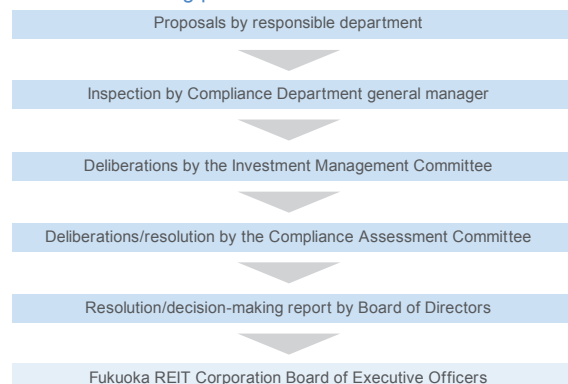 Proposals by responsible department
Inspection by Compliance Department general manager
Deliberations by the Investment Management Committee
Deliberations/resolution by the Compliance Assessment Committee
Resolution/decision-making report by Board of Directors
Fukuoka REIT Corporation Board of Executive Officers